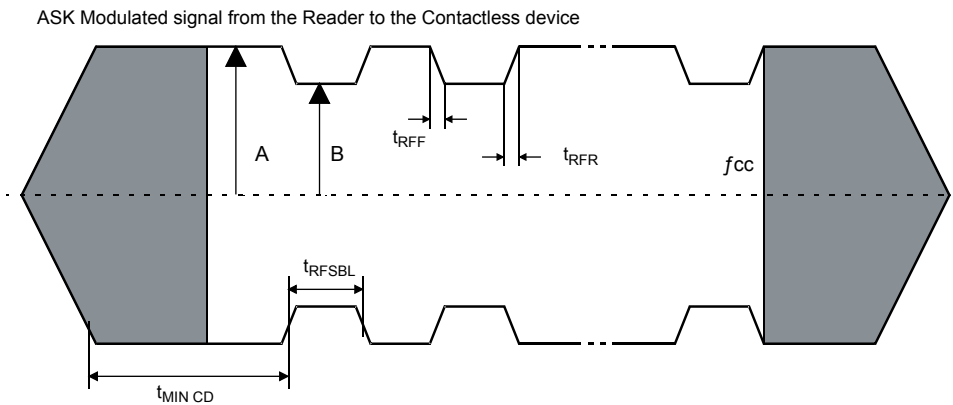 ASK Modulated signal from the Reader to the Contactless device
A
B
tRFF
tRFR
ƒcc
tRFSBL
tMIN CD